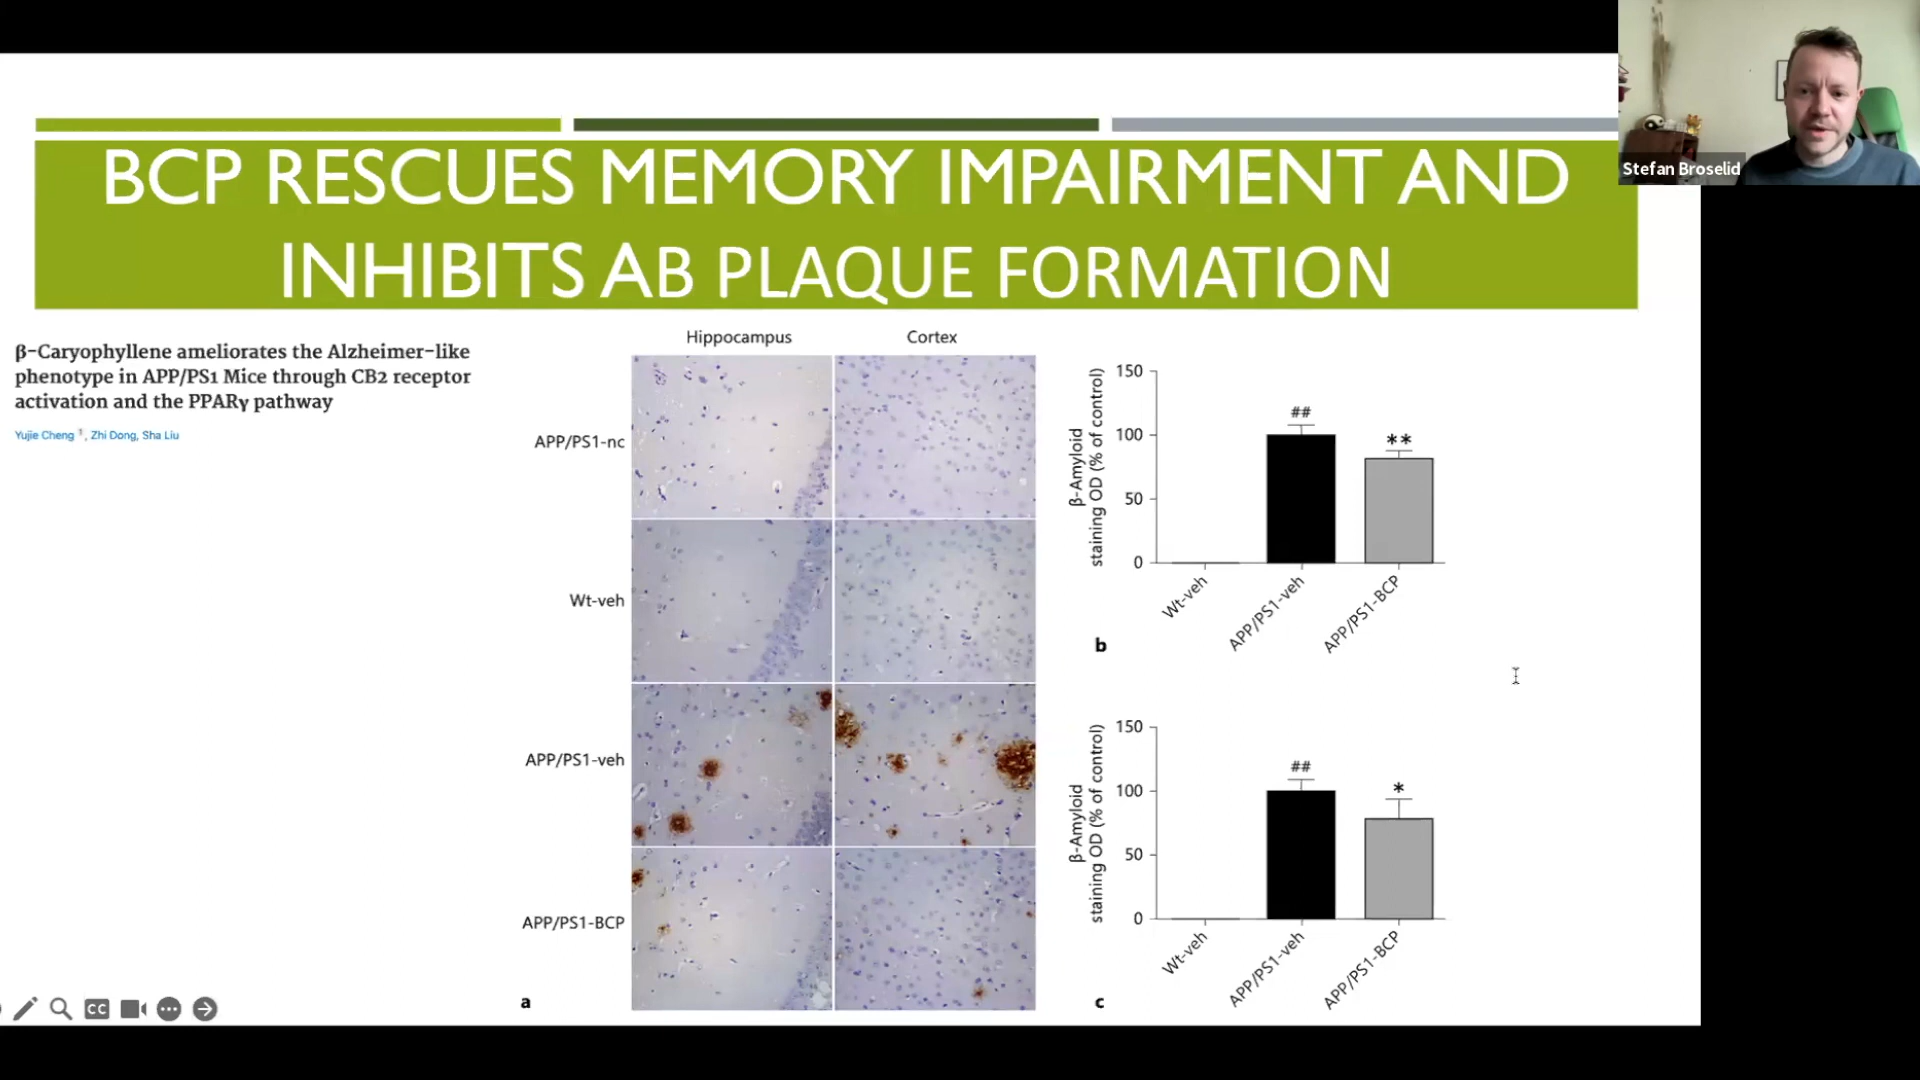 Stefan Broselid
BCP RESCUES MEMORY IMPAIRMENT AND
INHIBITS AB PLAQUE FORMATION
β-Caryophyllene ameliorates the Alzheimer-like
phenotype in APP/PS1 Mice through CB2 receptor
activation and the PPARγ pathway
Yujie Cheng 1, Zhi Dong, Sha Liu
Hippocampus
Cortex
APP/PS1-nc
Wt-veh
APP/PS1-veh
APP/PS1-BCP
a
β-Amyloid
staining OD (% of control)
150
100
50
0
##
**
Wt-veh
APP/PS1-veh
APP/PS1-BCP
b
β-Amyloid
staining OD (% of control)
150
100
50
0
##
*
Wt-veh
APP/PS1-veh
APP/PS1-BCP
c
CC